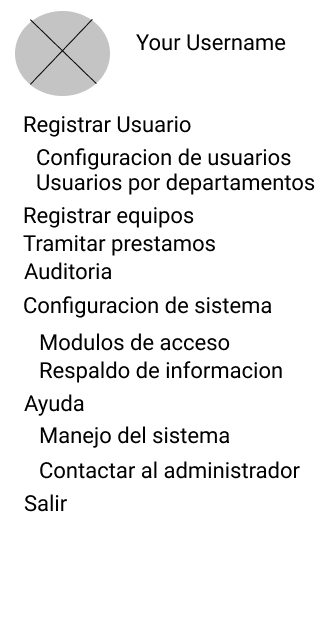 Your Username
Registrar Usuario
Configuracion de usuarios
Usuarios por departamentos
Registrar equipos
Tramitar prestamos
Auditoria
Configuracion de sistema
Modulos de acceso
Respaldo de informacion
Ayuda
Manejo del sistema
Contactar al administrador
Salir